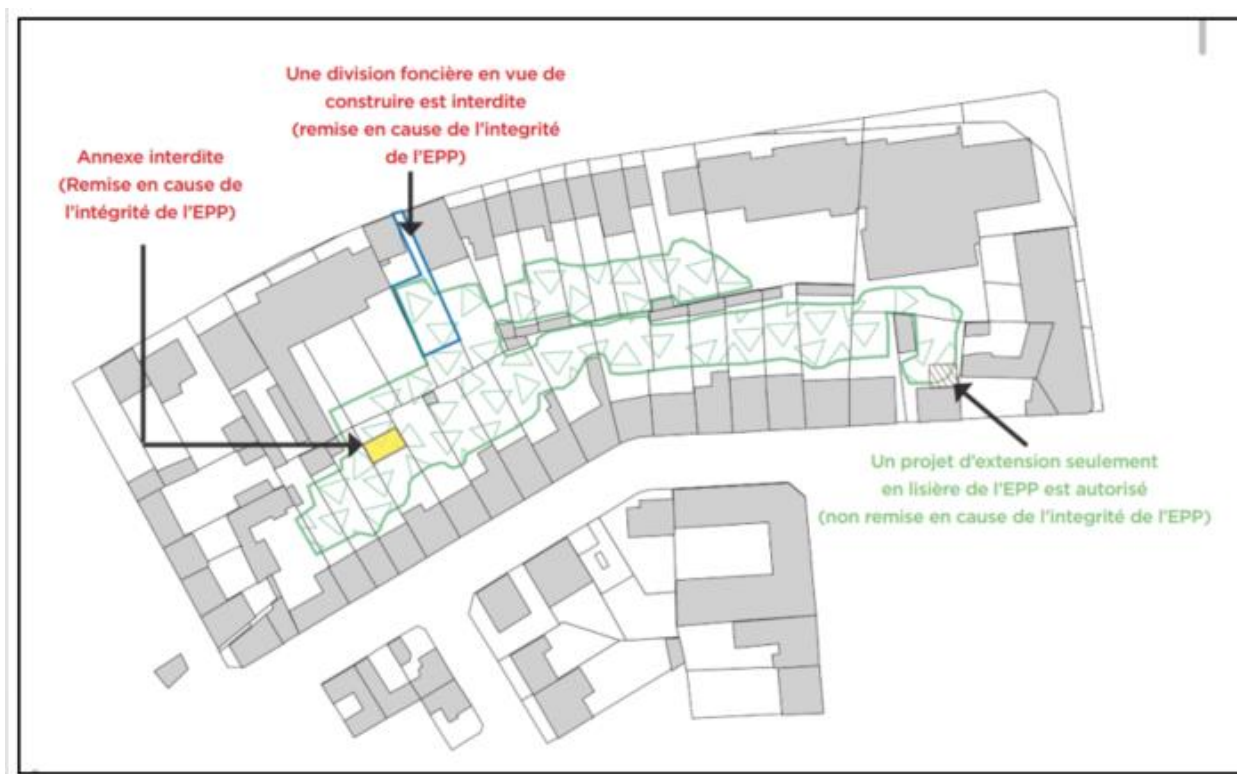 Une division foncière en vue de
construire est interdite
(remise en cause de l'integrité
de l'EPP)
Annexe interdite
(Remise en cause de
l'intégrité de l'EPP)
Un projet d'extension seulement
en lisière de l'EPP est autorisé
(non remise en cause de l'integrité de l'EPP)